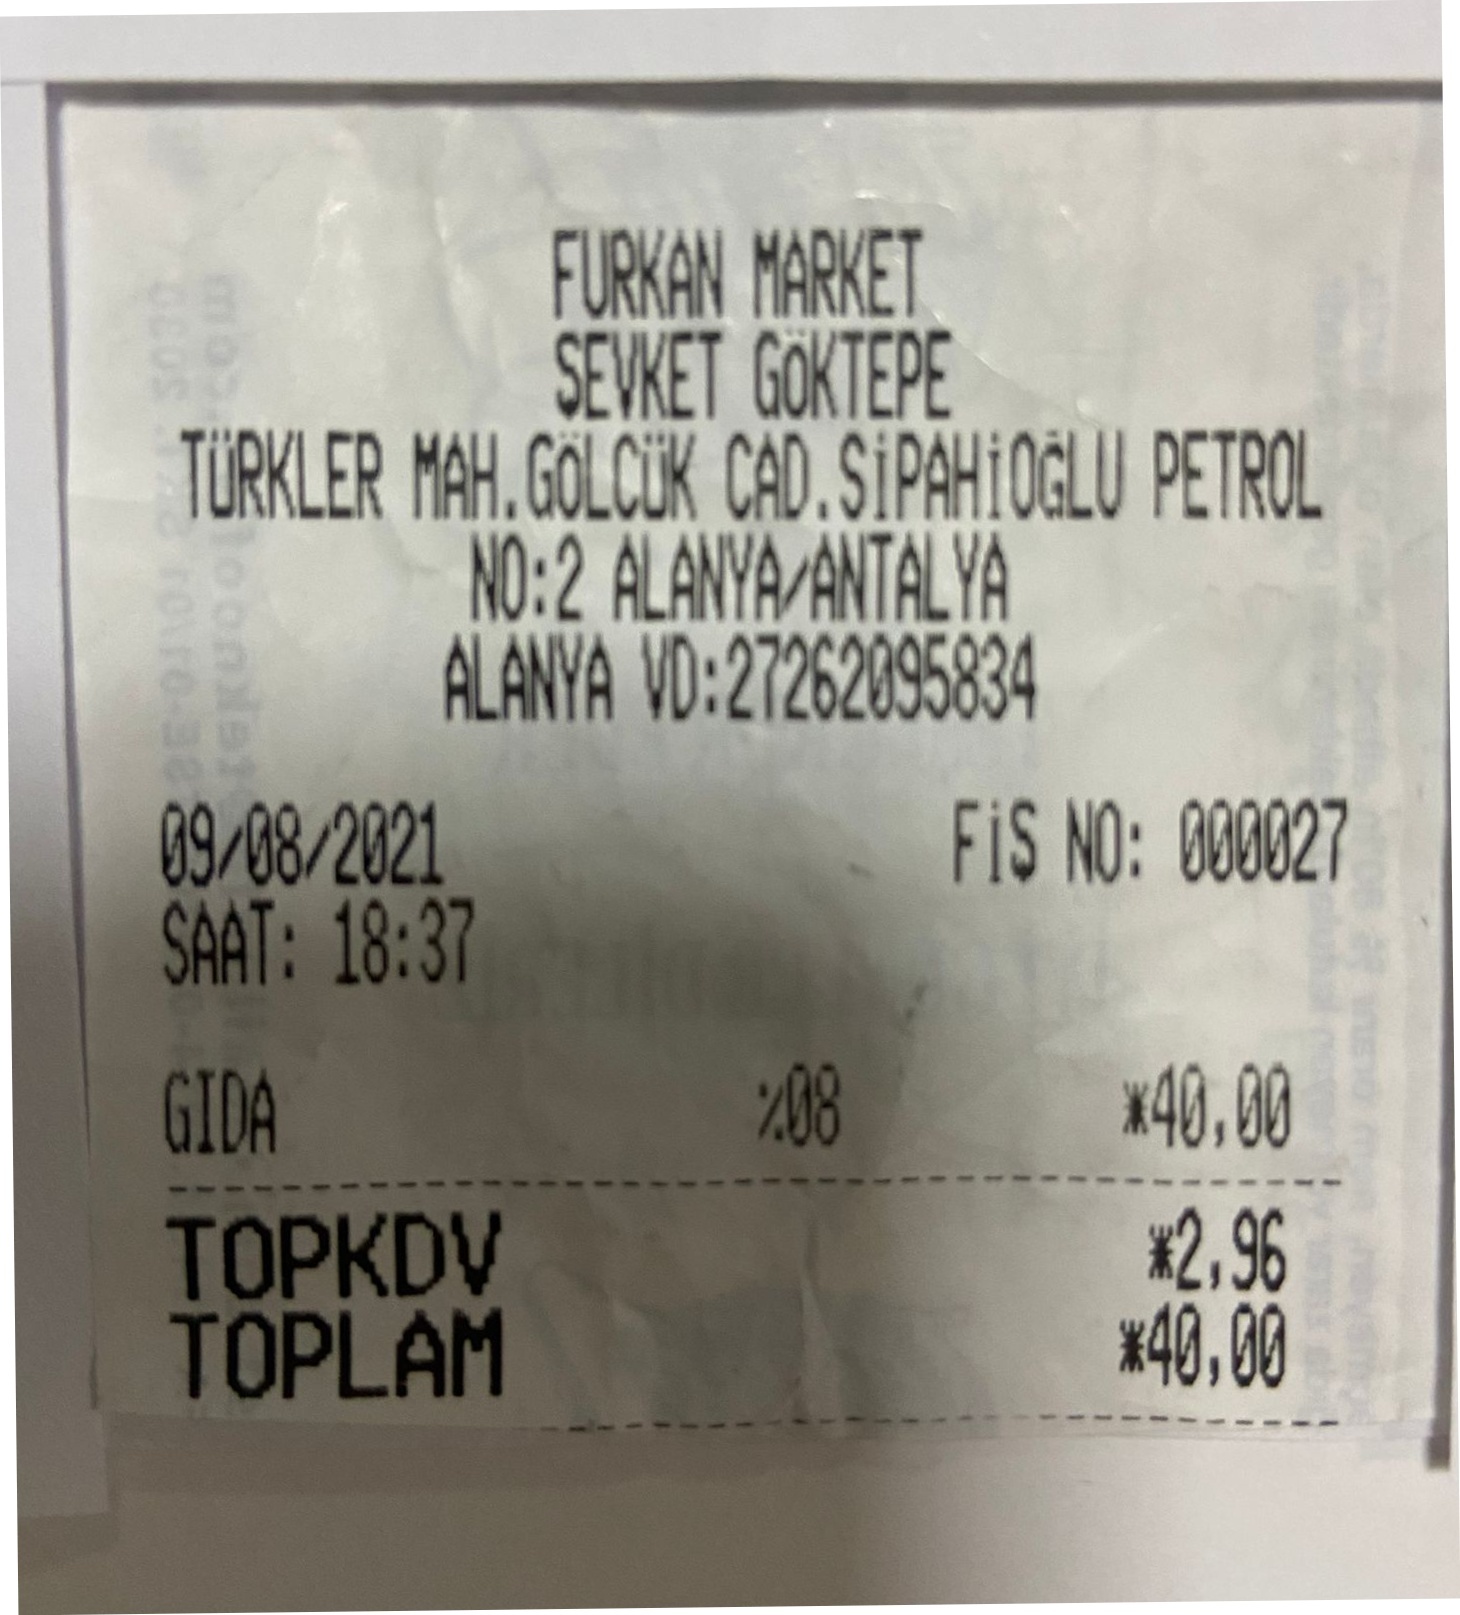 FURKAN MARKET
ŞEVKET GÖKTEPE
TÜRKLER MAH.GÖLCÜK CAD.SİPAHİOĞLU PETROL
NO:2 ALANYA/ANTALYA
ALANYA VD:27262095834
09/08/2021 FİŞ NO: 000027
SAAT: 18:37
GIDA %08 *40,00
TOPKDV *2,96
TOPLAM *40,00